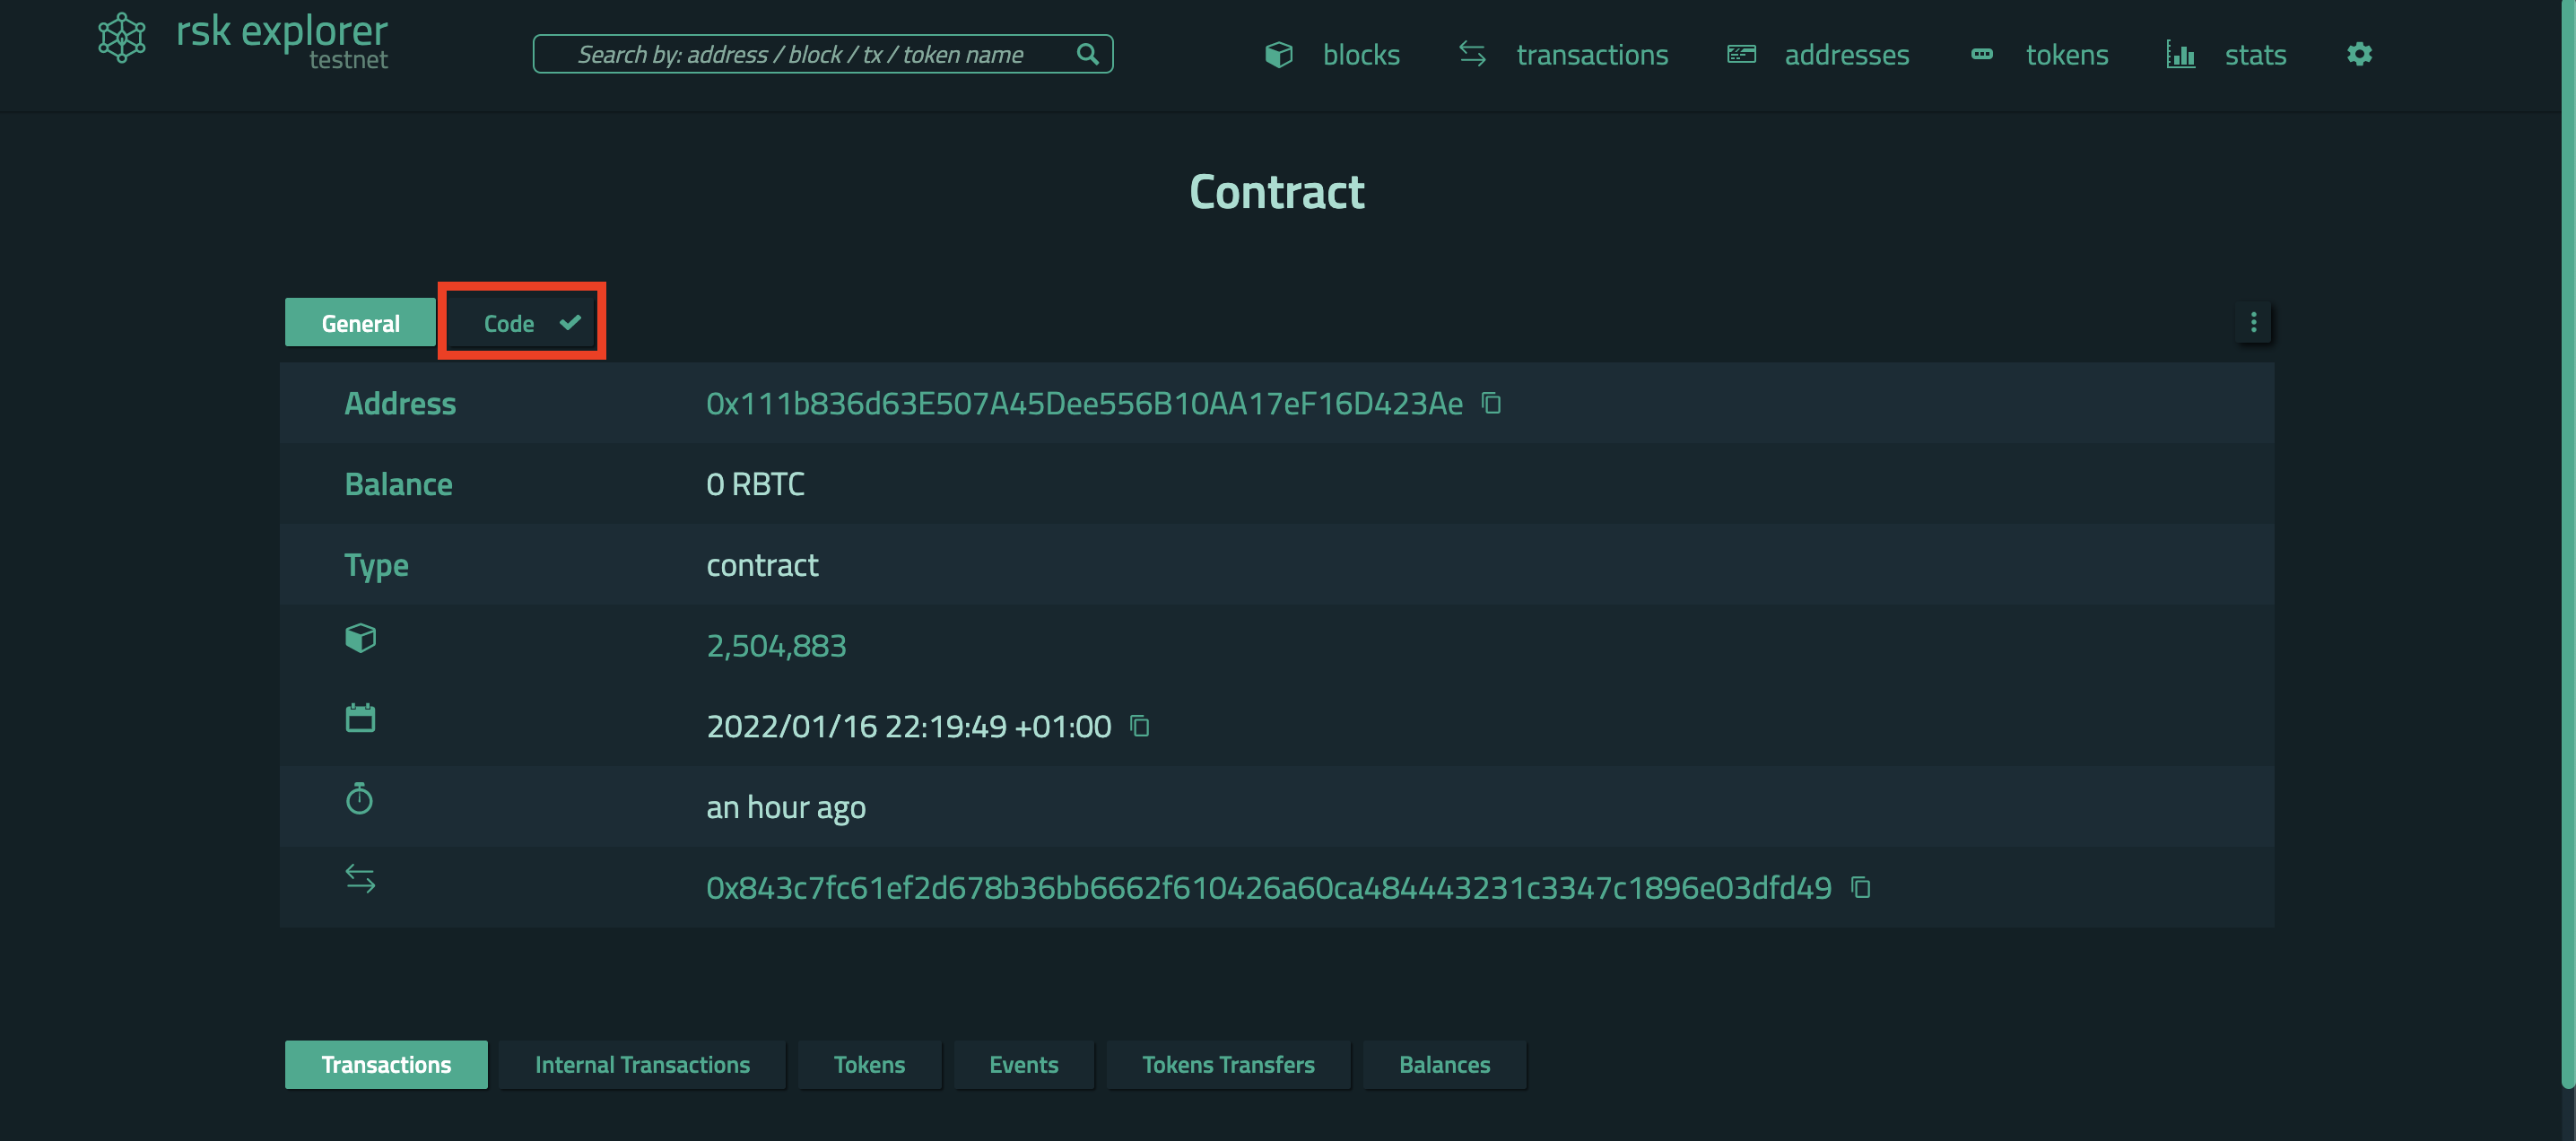 rsk explorer
testnet
Search by: address / block / tx / token name
blocks
transactions
addresses
tokens
stats
Contract
General
Code
Address 0x111b836d63E507A45Dee556B10AA17eF16D423Ae
Balance 0 RBTC
Type contract
2,504,883
2022/01/16 22:19:49 +01:00
an hour ago
0x843c7fc61ef2d678b36bb6662f610426a60ca484443231c3347c1896e03dfd49
Transactions
Internal Transactions
Tokens
Events
Tokens Transfers
Balances